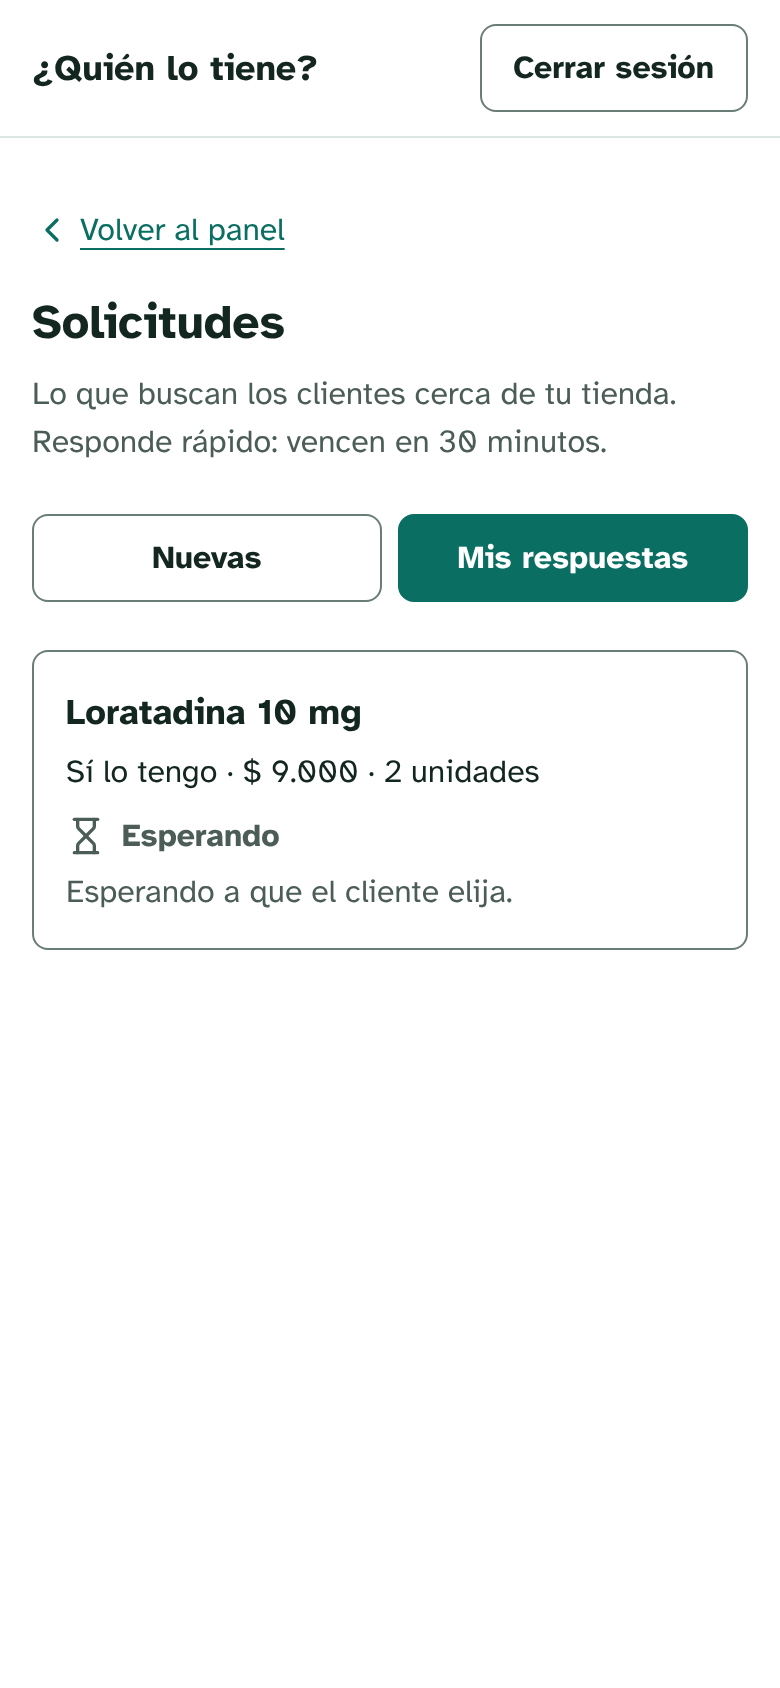 ¿Quién lo tiene?
Cerrar sesión
Volver al panel
Solicitudes
Lo que buscan los clientes cerca de tu tienda.
Responde rápido: vencen en 30 minutos.
Nuevas
Mis respuestas
Loratadina 10 mg
Sí lo tengo · $ 9.000 · 2 unidades
Esperando
Esperando a que el cliente elija.